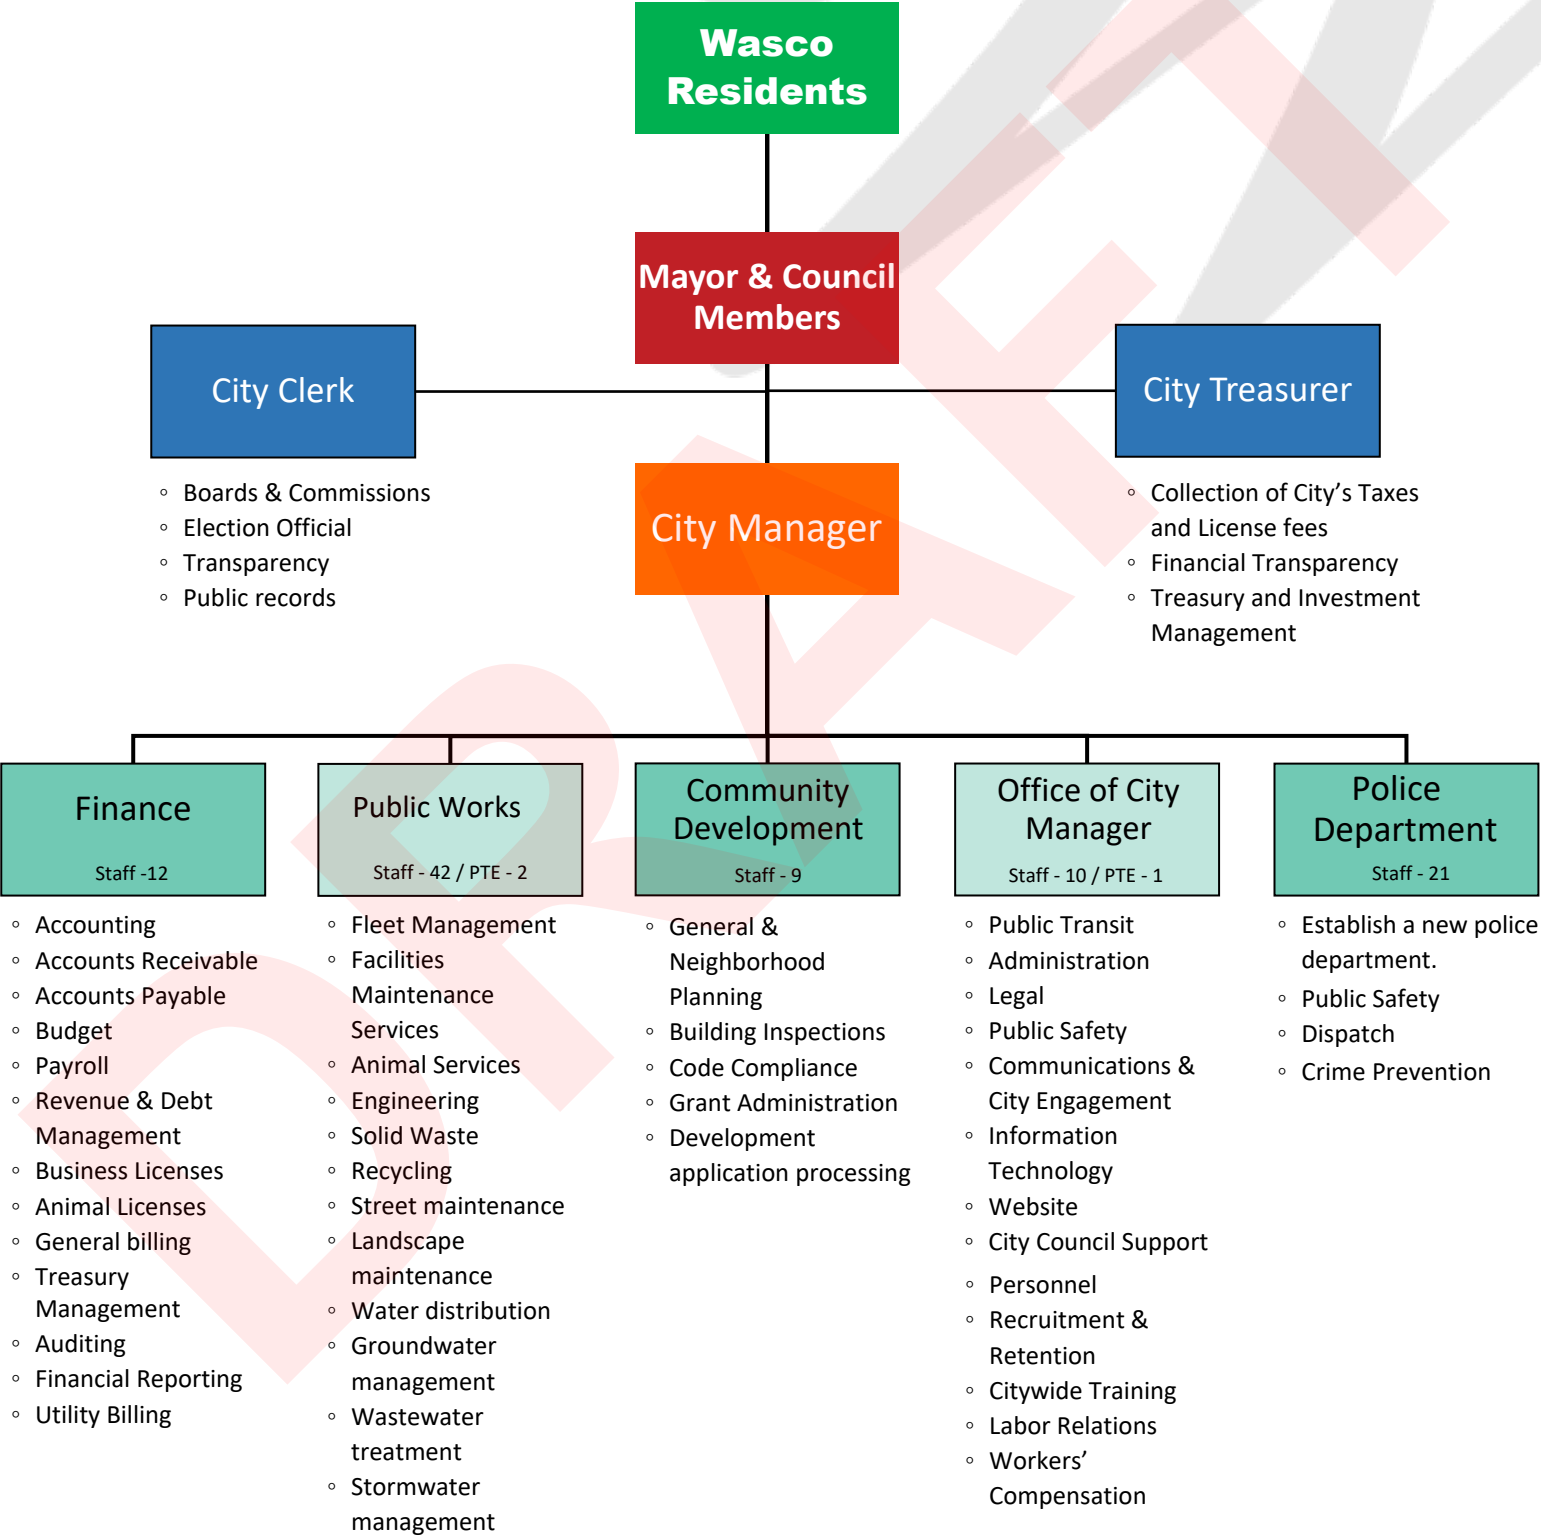 Wasco
Residents
Mayor & Council
Members
City Clerk
City Treasurer
◦ Boards & Commissions
◦ Election Official
◦ Transparency
◦ Public records
City Manager
◦ Collection of City’s Taxes
and License fees
◦ Financial Transparency
◦ Treasury and Investment
Management
Finance
Staff -12
◦ Accounting
◦ Accounts Receivable
◦ Accounts Payable
◦ Budget
◦ Payroll
◦ Revenue & Debt
Management
◦ Business Licenses
◦ Animal Licenses
◦ General billing
◦ Treasury
Management
◦ Auditing
◦ Financial Reporting
◦ Utility Billing
Public Works
Staff - 42 / PTE - 2
◦ Fleet Management
◦ Facilities
Maintenance
Services
◦ Animal Services
◦ Engineering
◦ Solid Waste
◦ Recycling
◦ Street maintenance
◦ Landscape
maintenance
◦ Water distribution
◦ Groundwater
management
◦ Wastewater
treatment
◦ Stormwater
management
Community
Development
Staff - 9
◦ General &
Neighborhood
Planning
◦ Building Inspections
◦ Code Compliance
◦ Grant Administration
◦ Development
application processing
Office of City
Manager
Staff - 10 / PTE - 1
◦ Public Transit
◦ Administration
◦ Legal
◦ Public Safety
◦ Communications &
City Engagement
◦ Information
Technology
◦ Website
◦ City Council Support
◦ Personnel
◦ Recruitment &
Retention
◦ Citywide Training
◦ Labor Relations
◦ Workers’
Compensation
Police
Department
Staff - 21
◦ Establish a new police
department.
◦ Public Safety
◦ Dispatch
◦ Crime Prevention
DRAFT